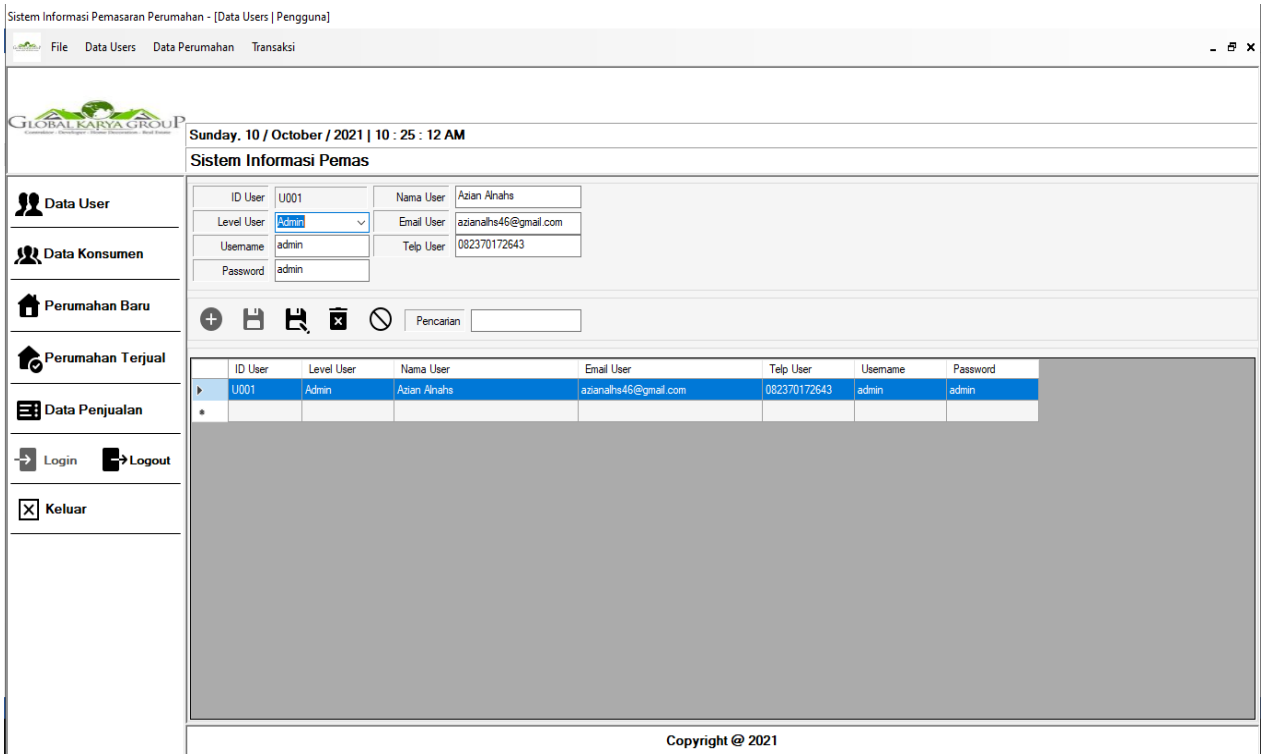 Sistem Informasi Pemasaran Perumahan - [Data Users | Pengguna]
File Data Users Data Perumahan Transaksi
GLOBAL KARYA GROUP
Sunday, 10 / October / 2021 | 10 : 25 : 12 AM
Sistem Informasi Pemas
Data User
Data Konsumen
Perumahan Baru
Perumahan Terjual
Data Penjualan
Login Logout
Keluar
ID User U001 Nama User Azian Alnahs
Level User Admin Email User azianalhs46@gmail.com
Username admin Telp User 082370172643
Password admin
Pencarian
ID User Level User Nama User Email User Telp User Username Password
U001 Admin Azian Alnahs azianalhs46@gmail.com 082370172643 admin admin
Copyright @ 2021